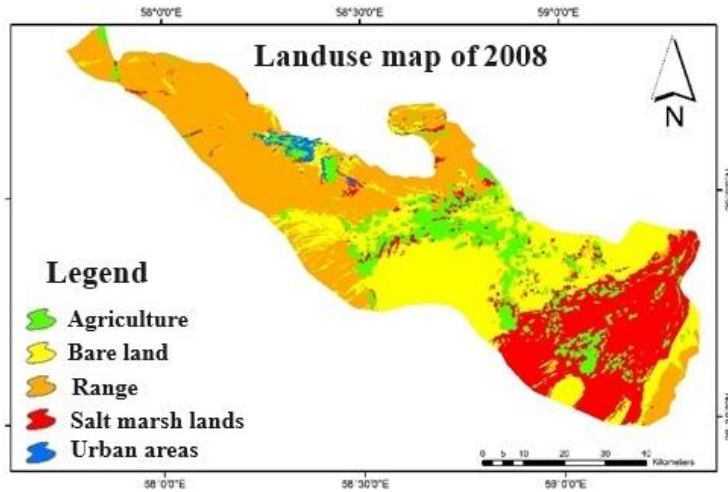 58°0'0"E 58°30'0"E 59°0'0"E
Landuse map of 2008
N
Legend
Agriculture
Bare land
Range
Salt marsh lands
Urban areas
0 5 10 20 30 40
Kilometers
58°0'0"E 58°30'0"E 59°0'0"E